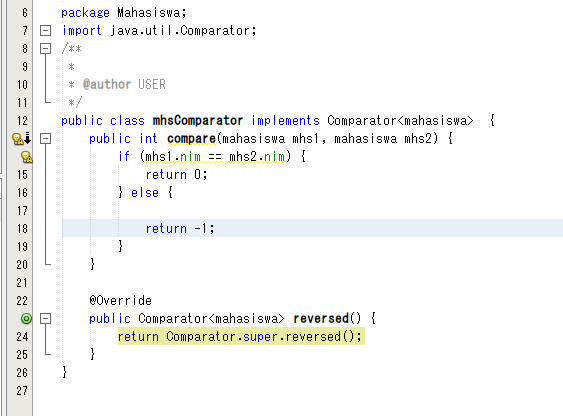 6 package Mahasiswa;
7 import java.util.Comparator;
8 /**
9 *
10 * @author USER
11 */
12 public class mhsComparator implements Comparator<mahasiswa> {
public int compare(mahasiswa mhs1, mahasiswa mhs2) {
if (mhs1.nim == mhs2.nim) {
15 return 0;
16 } else {
17
18 return -1;
19 }
20 }
21
22 @Override
public Comparator<mahasiswa> reversed() {
24 return Comparator.super.reversed();
25 }
26 }
27